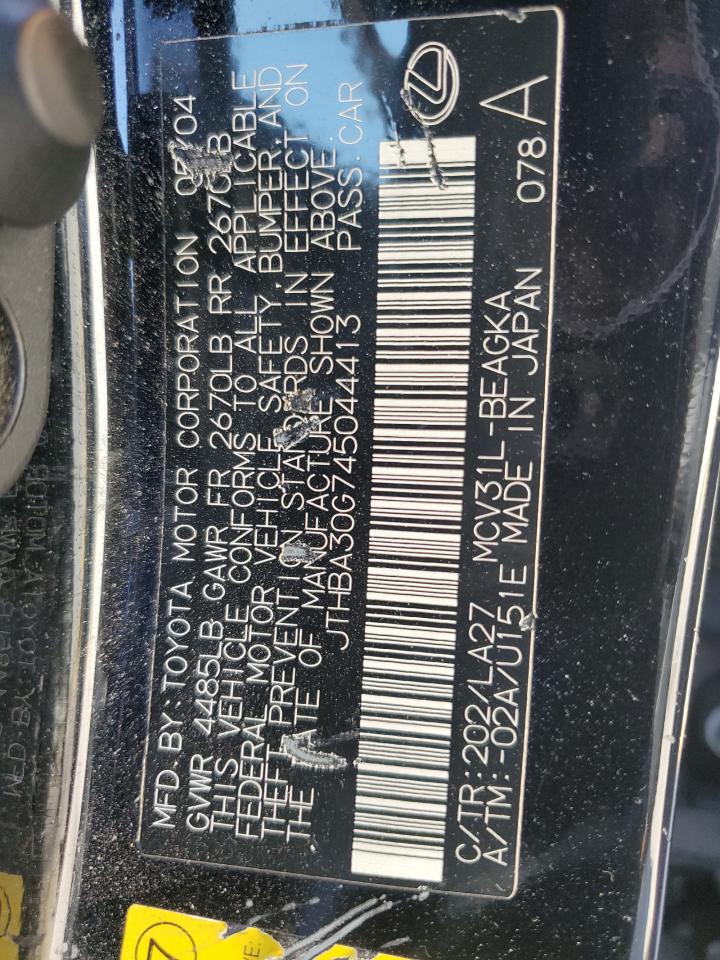 MFD.BY:TOYOTA MOTOR CORPORATION /04
GVWR 4485LB GAWR FR 2670LB RR 2670LB
THIS VEHICLE CONFORMS TO ALL APPLICABLE
FEDERAL MOTOR VEHICLE SAFETY, BUMPER, AND
THEFT PREVENTION STANDARDS IN EFFECT ON
THE DATE OF MANUFACTURE SHOWN ABOVE.
JTHBA30G745044413 PASS.CAR
C/TR:202/LA27 MCV31L-BEAGKA 078
A/TM:-02A/U151E MADE IN JAPAN A